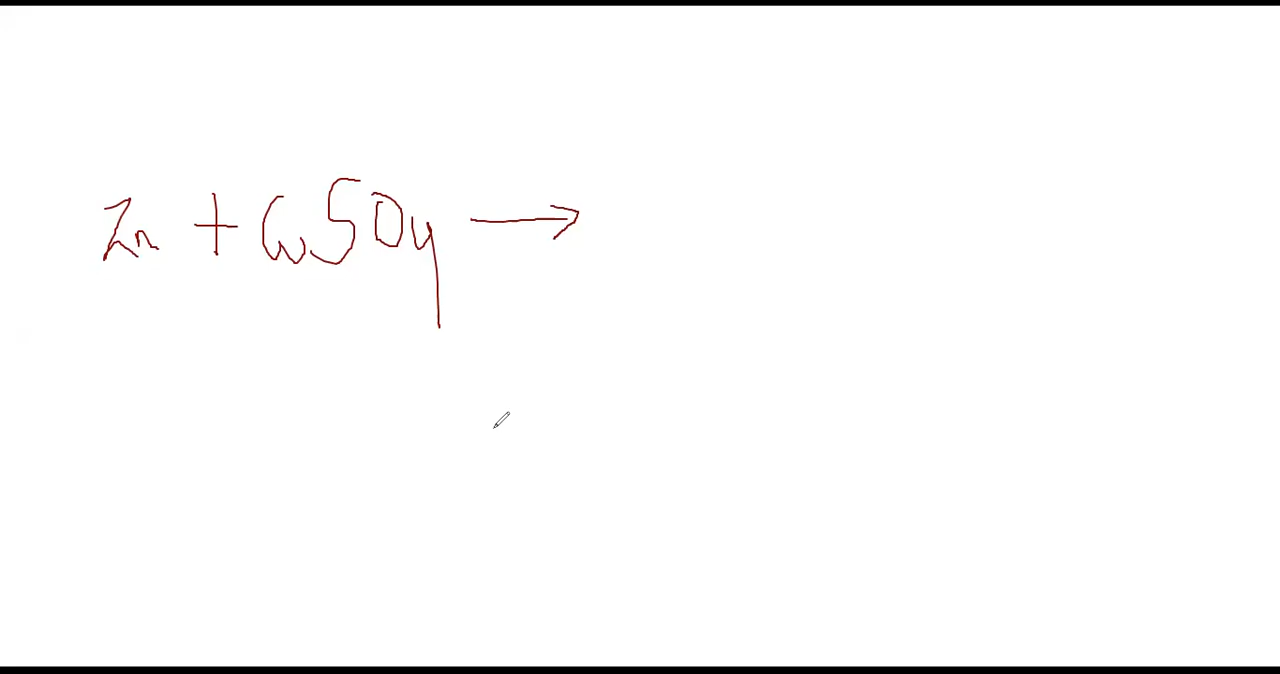 Zn + CuSO4 →